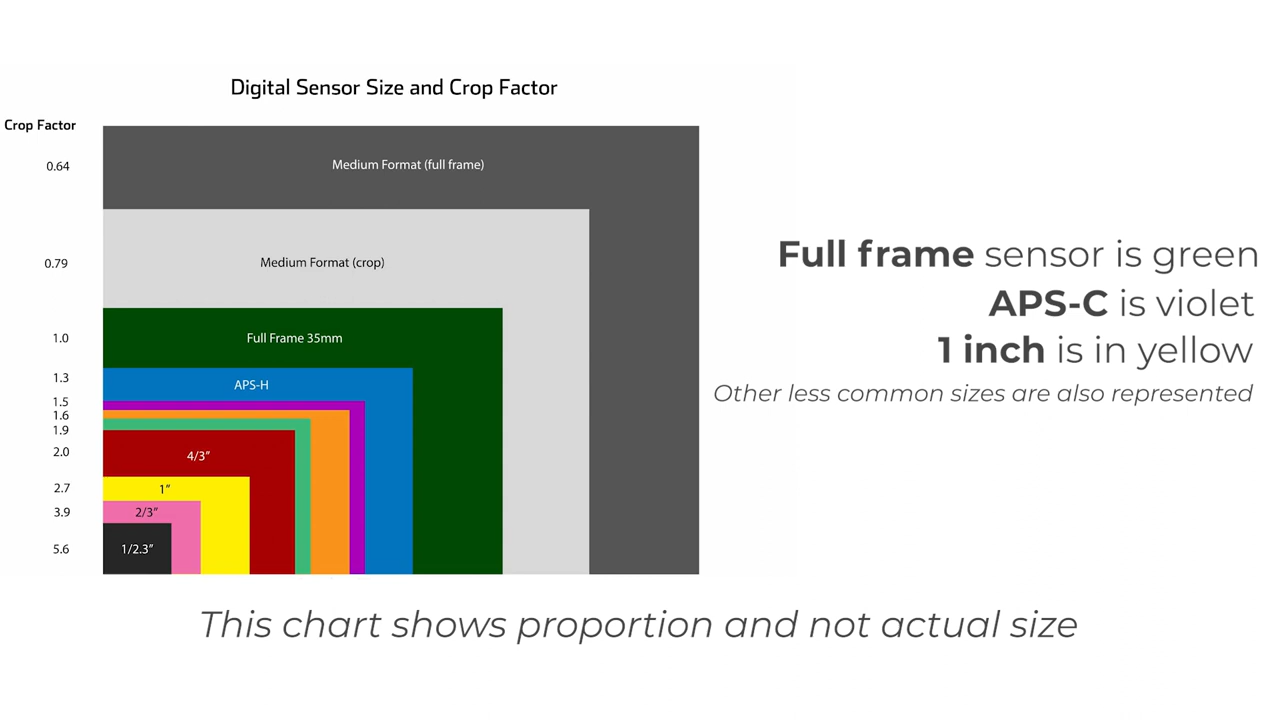 Digital Sensor Size and Crop Factor
Crop Factor
0.64
Medium Format (full frame)
0.79
Medium Format (crop)
1.0
Full Frame 35mm
1.3
APS-H
1.5
1.6
1.9
2.0
4/3”
2.7
1”
3.9
2/3”
5.6
1/2.3”
Full frame sensor is green
APS-C is violet
1 inch is in yellow
Other less common sizes are also represented
This chart shows proportion and not actual size